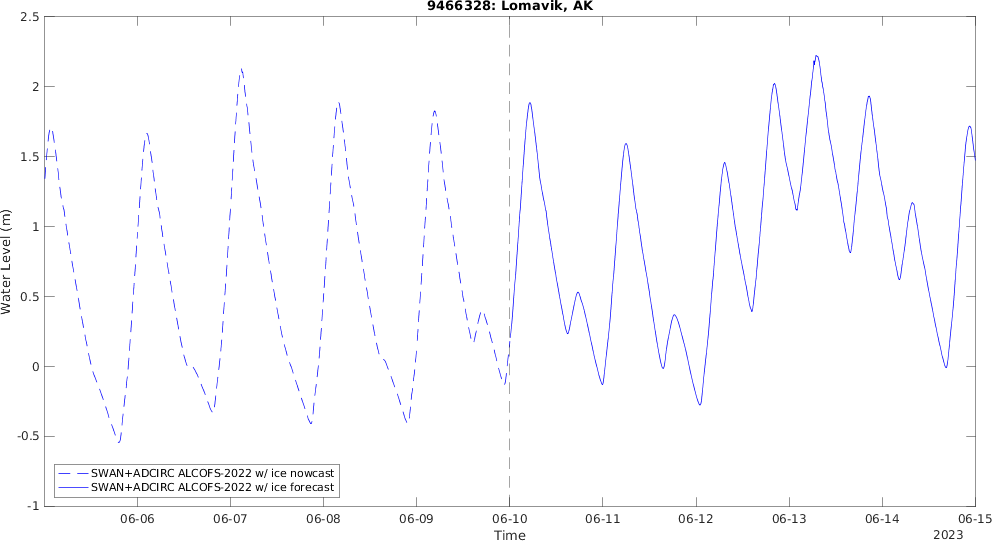 9466328: Lomavik, AK
2.5
2
1.5
1
0.5
0
-0.5
-1
Water Level (m)
SWAN+ADCIRC ALCOFS-2022 w/ ice nowcast
SWAN+ADCIRC ALCOFS-2022 w/ ice forecast
06-06 06-07 06-08 06-09 06-10 06-11 06-12 06-13 06-14 06-15
Time
2023